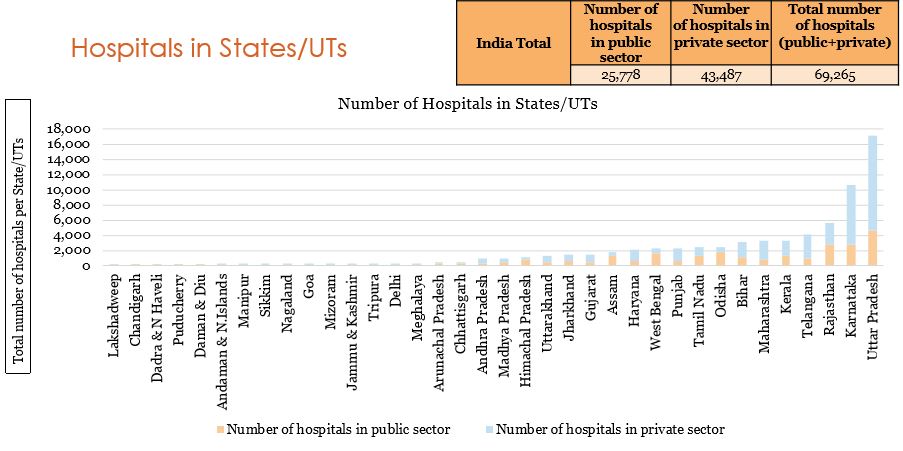 Hospitals in States/UTs
India Total
Number of
hospitals
in public
sector
Number
of hospitals in
private sector
Total number
of hospitals
(public+private)
25,778
43,487
69,265
Number of Hospitals in States/UTs
Total number of hospitals per State/UTs
18,000
16,000
14,000
12,000
10,000
8,000
6,000
4,000
2,000
0
Lakshadweep
Chandigarh
Dadra & N Haveli
Puducherry
Daman & Diu
Andaman & N.Islands
Manipur
Sikkim
Nagaland
Goa
Mizoram
Jammu & Kashmir
Tripura
Delhi
Meghalaya
Arunachal Pradesh
Chhattisgarh
Andhra Pradesh
Madhya Pradesh
Himachal Pradesh
Uttarakhand
Jharkhand
Gujarat
Assam
Haryana
West Bengal
Punjab
Tamil Nadu
Odisha
Bihar
Maharashtra
Kerala
Telangana
Rajasthan
Karnataka
Uttar Pradesh
Number of hospitals in public sector
Number of hospitals in private sector